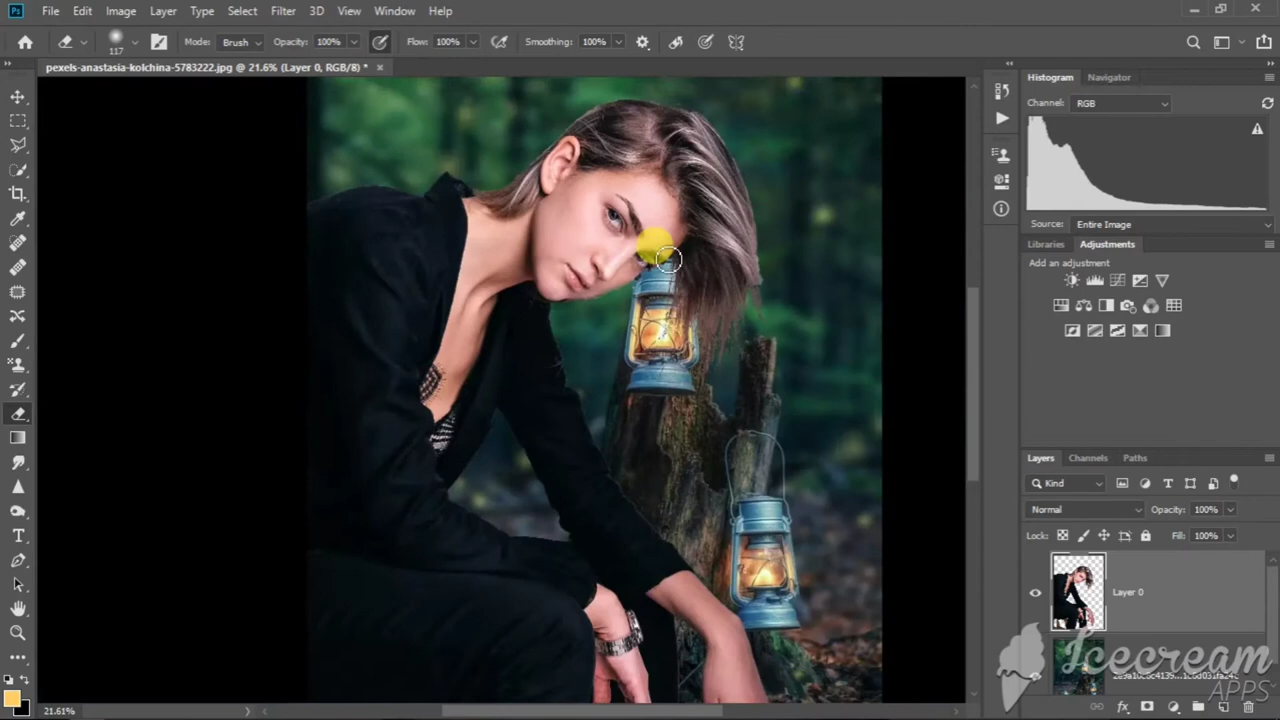 Ps File Edit Image Layer Type Select Filter 3D View Window Help
117 Mode: Brush Opacity: 100% Flow: 100% Smoothing: 100%
pexels-anastasia-kolchina-5783222.jpg @ 21.6% (Layer 0, RGB/8) *
Histogram Navigator
Channel: RGB
Source: Entire Image
Libraries Adjustments
Add an adjustment
Layers Channels Paths
Kind
Normal Opacity: 100%
Lock: Fill: 100%
Layer 0
Icecream
APPS
21.61%
fx